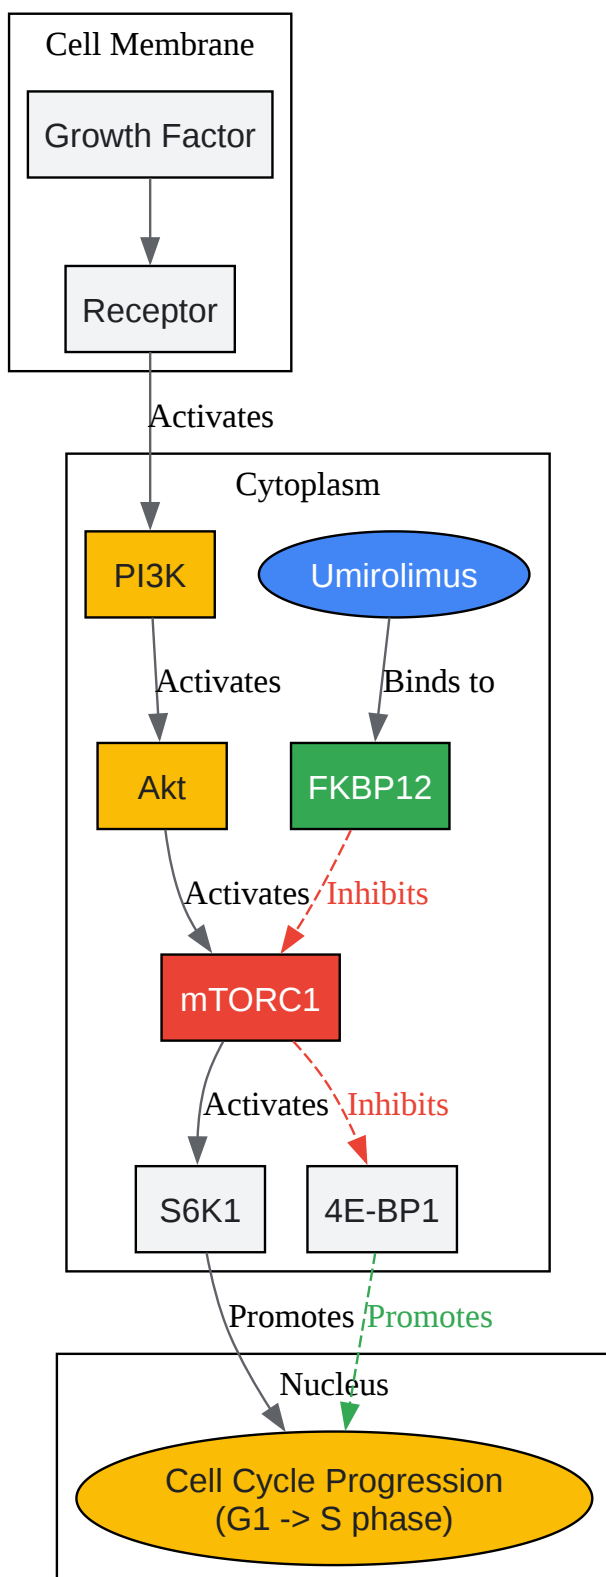 Cell Membrane
Growth Factor
Receptor
Activates
Cytoplasm
PI3K
Umirolimus
Activates
Binds to
Akt
FKBP12
Activates
Inhibits
mTORC1
Activates
Inhibits
S6K1
4E-BP1
Promotes
Promotes
Nucleus
Cell Cycle Progression
(G1 -> S phase)